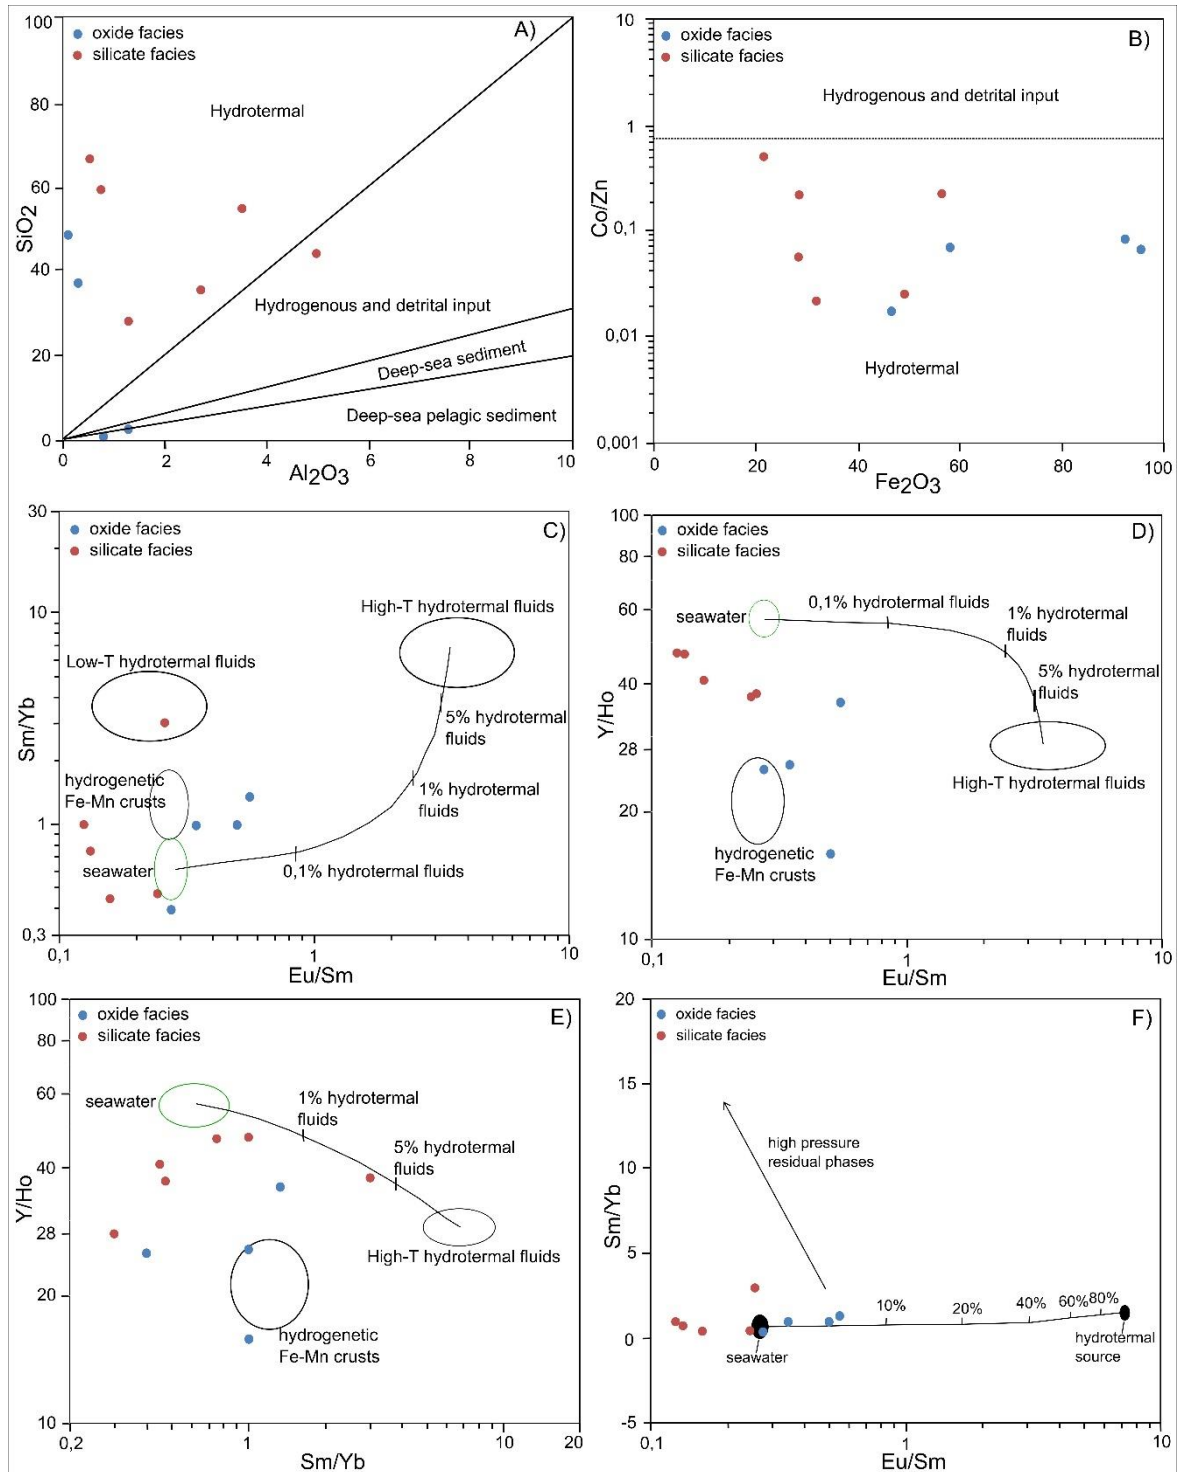 A)
oxide facies
silicate facies
100
80
60
40
20
0
SiO2
Hydrotermal
Hydrogenous and detrital input
Deep-sea sediment
Deep-sea pelagic sediment
0 2 4 6 8 10
Al2O3
B)
oxide facies
silicate facies
10
1
0,1
0,01
0,001
Co/Zn
Hydrogenous and detrital input
Hydrotermal
0 20 40 60 80 100
Fe2O3
C)
oxide facies
silicate facies
30
10
1
0,3
Sm/Yb
High-T hydrotermal fluids
Low-T hydrotermal fluids
5% hydrotermal
fluids
hydrogenetic
Fe-Mn crusts
1% hydrotermal
fluids
seawater
0,1% hydrotermal fluids
0,1 1 10
Eu/Sm
D)
oxide facies
silicate facies
100
80
60
40
28
20
10
Y/Ho
seawater
0,1% hydrotermal fluids
1% hydrotermal
fluids
5% hydrotermal
fluids
High-T hydrotermal fluids
hydrogenetic
Fe-Mn crusts
0,1 1 10
Eu/Sm
E)
oxide facies
silicate facies
100
80
60
40
28
20
10
Y/Ho
seawater
1% hydrotermal
fluids
5% hydrotermal
fluids
High-T hydrotermal fluids
hydrogenetic
Fe-Mn crusts
0,2 1 10 20
Sm/Yb
F)
oxide facies
silicate facies
20
15
10
5
0
-5
Sm/Yb
high pressure
residual phases
10% 20% 40% 60% 80%
seawater
hydrotermal
source
0,1 1 10
Eu/Sm